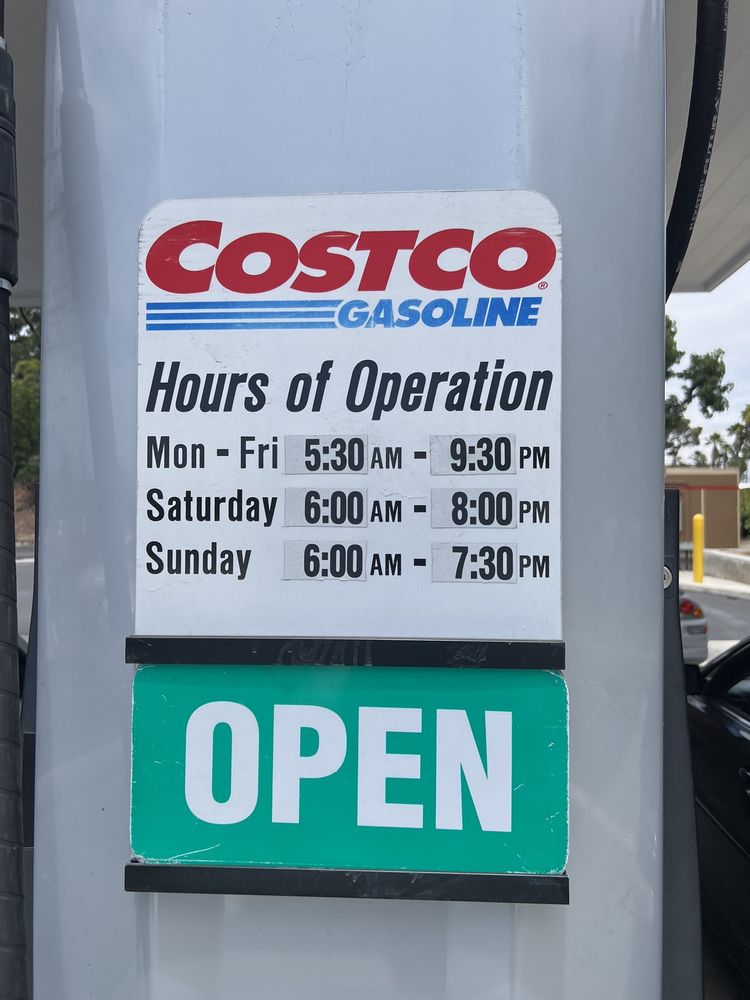 COSTCO®
GASOLINE
Hours of Operation
Mon - Fri 5:30 AM - 9:30 PM
Saturday 6:00 AM - 8:00 PM
Sunday 6:00 AM - 7:30 PM
OPEN